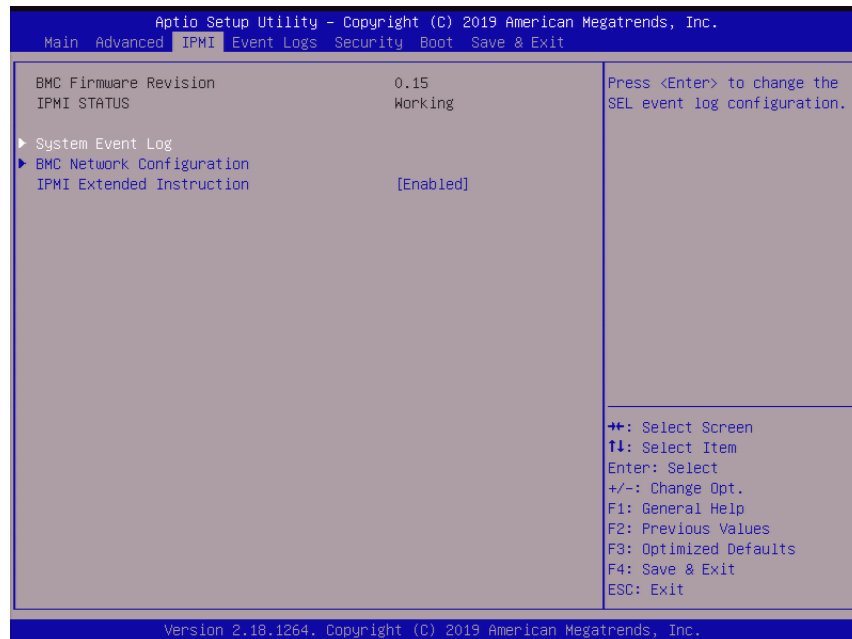 Aptio Setup Utility – Copyright (C) 2019 American Megatrends, Inc.
Main Advanced IPMI Event Logs Security Boot Save & Exit
BMC Firmware Revision 0.15
IPMI STATUS Working
System Event Log
BMC Network Configuration
IPMI Extended Instruction [Enabled]
Press <Enter> to change the
SEL event log configuration.
→←: Select Screen
↑↓: Select Item
Enter: Select
+/-: Change Opt.
F1: General Help
F2: Previous Values
F3: Optimized Defaults
F4: Save & Exit
ESC: Exit
Version 2.18.1264. Copyright (C) 2019 American Megatrends, Inc.